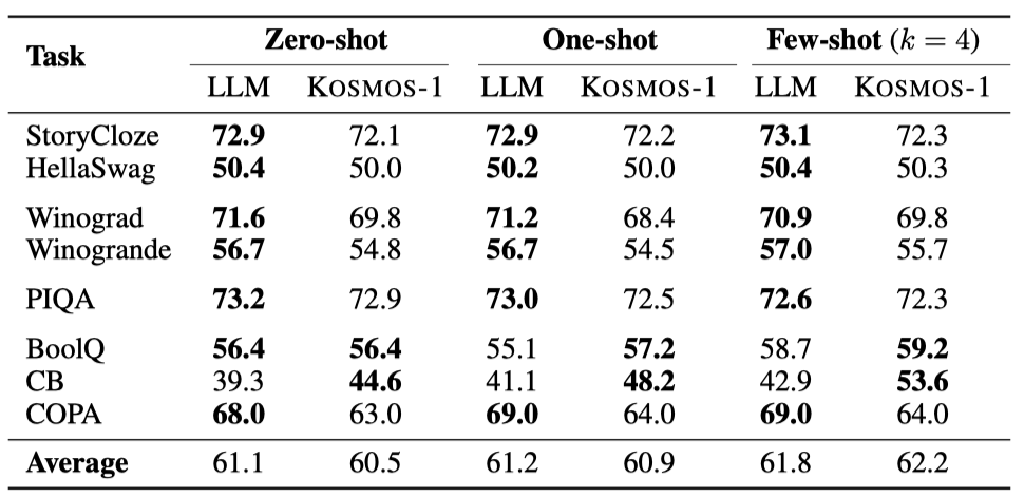 Task Zero-shot One-shot Few-shot (k = 4)
LLM KOSMOS-1 LLM KOSMOS-1 LLM KOSMOS-1
StoryCloze 72.9 72.1 72.9 72.2 73.1 72.3
HellaSwag 50.4 50.0 50.2 50.0 50.4 50.3
Winograd 71.6 69.8 71.2 68.4 70.9 69.8
Winogrande 56.7 54.8 56.7 54.5 57.0 55.7
PIQA 73.2 72.9 73.0 72.5 72.6 72.3
BoolQ 56.4 56.4 55.1 57.2 58.7 59.2
CB 39.3 44.6 41.1 48.2 42.9 53.6
COPA 68.0 63.0 69.0 64.0 69.0 64.0
Average 61.1 60.5 61.2 60.9 61.8 62.2